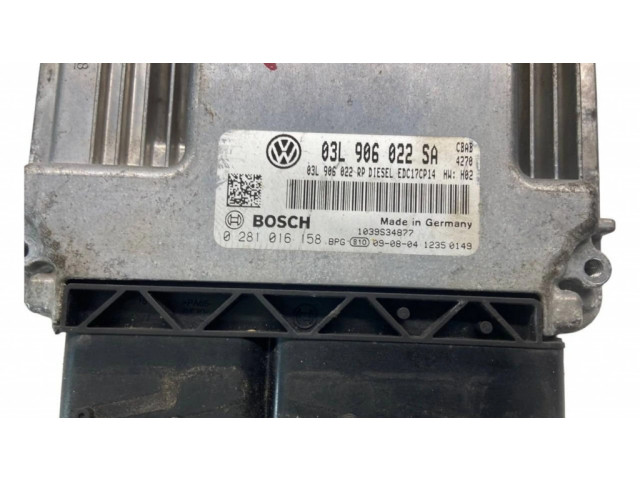 03L 906 022 SA CBAB
4270
03L 906 022 RP DIESEL EDC17CP14 HW: H02
BOSCH Made in Germany
1039S34877
0 281 016 158 BPG 810 09-08-04 1235 0149